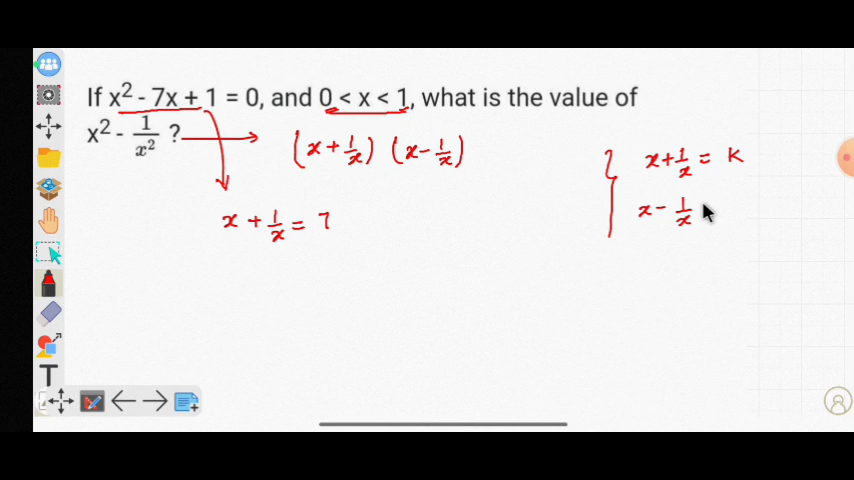 If x² - 7x + 1 = 0, and 0 < x < 1, what is the value of
x² - 1/x² ?
(x + 1/x) (x - 1/x)
x + 1/x = 7
x + 1/x = K
x - 1/x
T